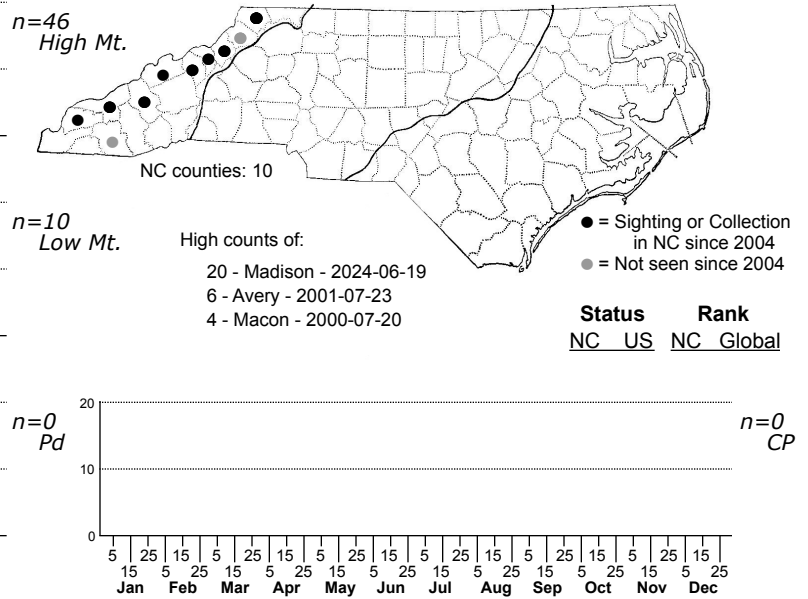 n=46
High Mt.
NC counties: 10
n=10
Low Mt.
High counts of:
20 - Madison - 2024-06-19
6 - Avery - 2001-07-23
4 - Macon - 2000-07-20
= Sighting or Collection
in NC since 2004
= Not seen since 2004
Status Rank
NC US NC Global
n=0
Pd
20
10
0
n=0
CP
5 25 15 5 25 15 5 25 15 5 25 15 5 25 15 5 25 15
15 5 25 15 5 25 15 5 25 15 5 25 15 5 25 15 5 25
Jan Feb Mar Apr May Jun Jul Aug Sep Oct Nov Dec